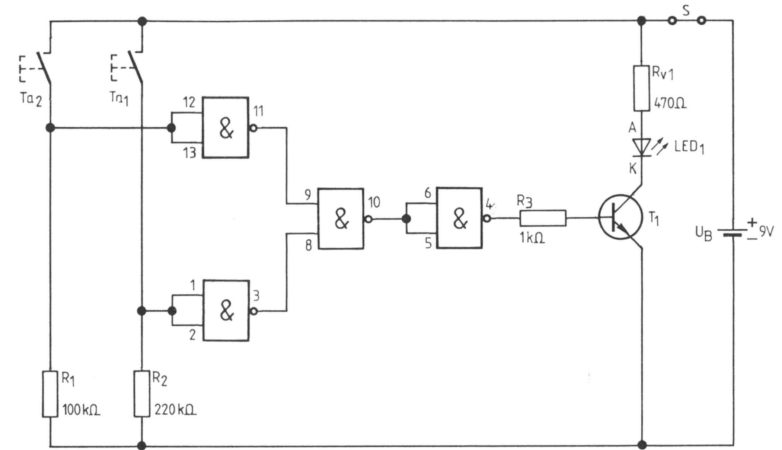 S
Ta2
Ta1
Rv1
470Ω
A
LED1
K
12
11
&
13
9
10
&
8
6
4
&
5
R3
1kΩ
T1
UB
+
−
9V
1
3
&
2
R1
100kΩ
R2
220kΩ